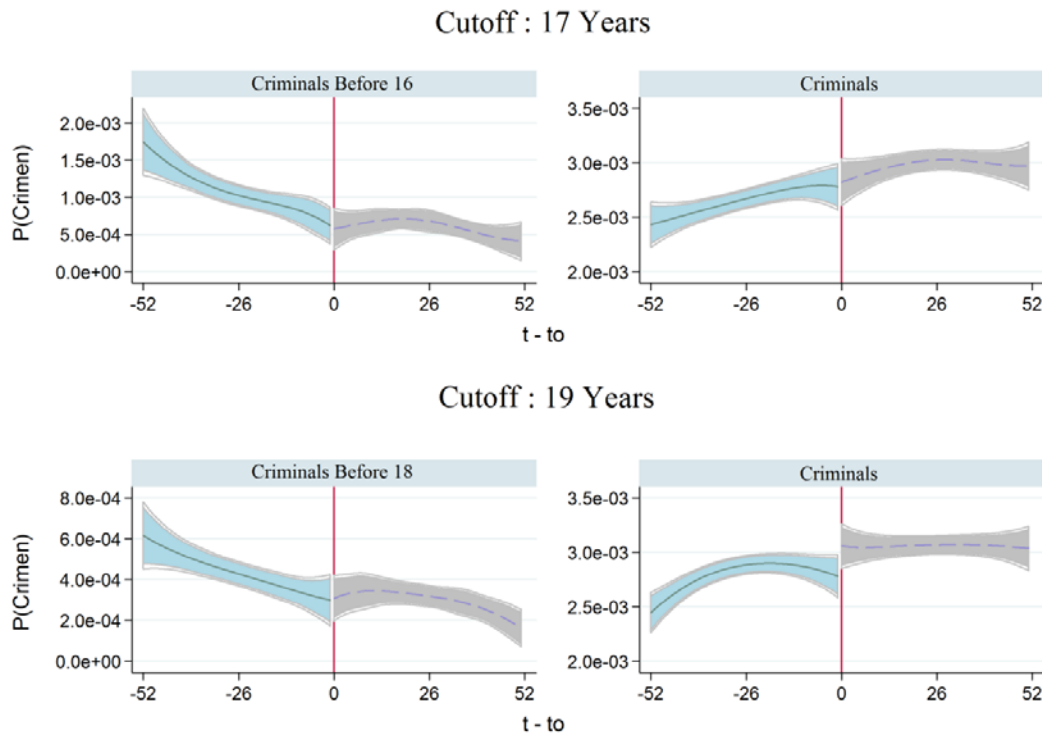 Cutoff : 17 Years
Criminals Before 16
Criminals
P(Crimen)
2.0e-03
1.5e-03
1.0e-03
5.0e-04
0.0e+00
-52 -26 0 26 52
3.5e-03
3.0e-03
2.5e-03
2.0e-03
-52 -26 0 26 52
t - to
Cutoff : 19 Years
Criminals Before 18
Criminals
P(Crimen)
8.0e-04
6.0e-04
4.0e-04
2.0e-04
0.0e+00
-52 -26 0 26 52
3.5e-03
3.0e-03
2.5e-03
2.0e-03
-52 -26 0 26 52
t - to